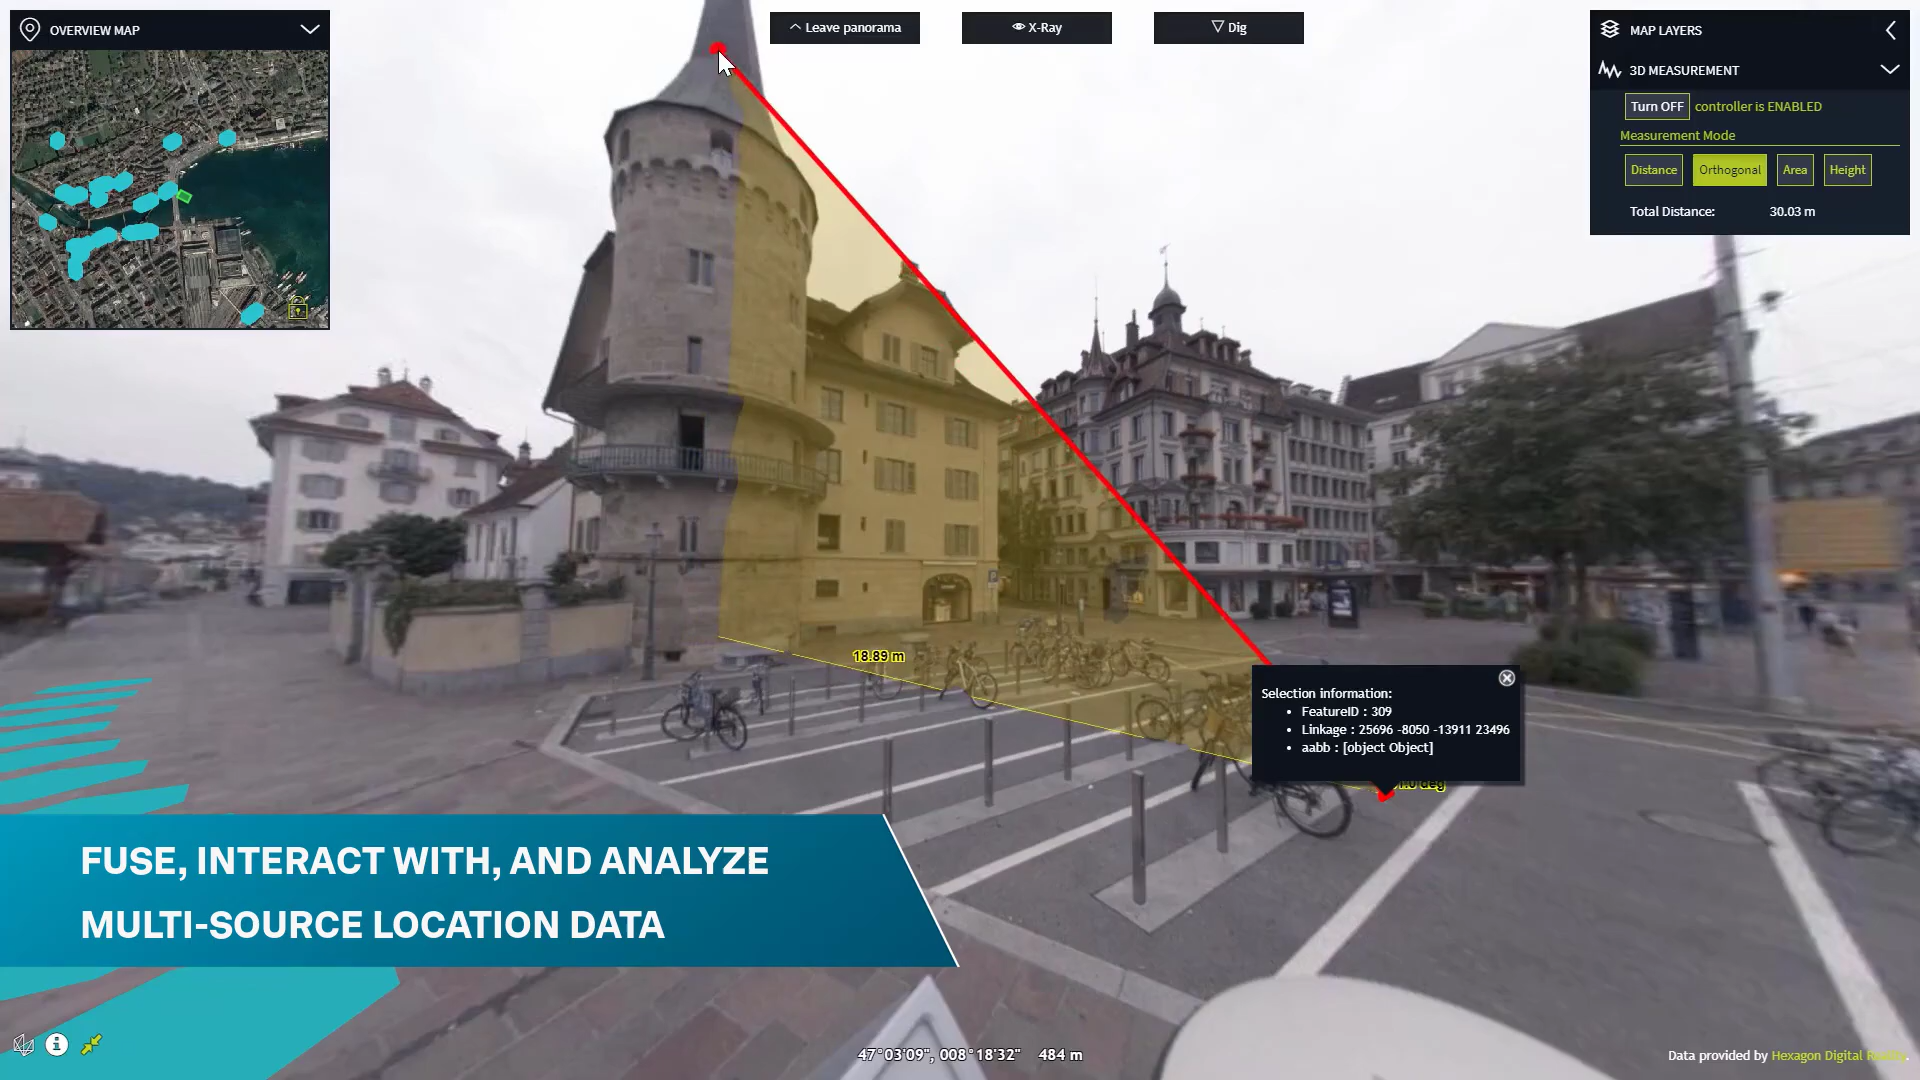 OVERVIEW MAP
Leave panorama
X-Ray
Dig
MAP LAYERS
3D MEASUREMENT
Turn OFF controller is ENABLED
Measurement Mode
Distance Orthogonal Area Height
Total Distance: 30.03 m
18.89 m
Selection information:
• FeatureID : 309
• Linkage : 25696 -8050 -13911 23496
• aabb : [object Object]
deg
FUSE, INTERACT WITH, AND ANALYZE
MULTI-SOURCE LOCATION DATA
47°03'09", 008°18'32" 484 m
Data provided by Hexagon Digital Reality.